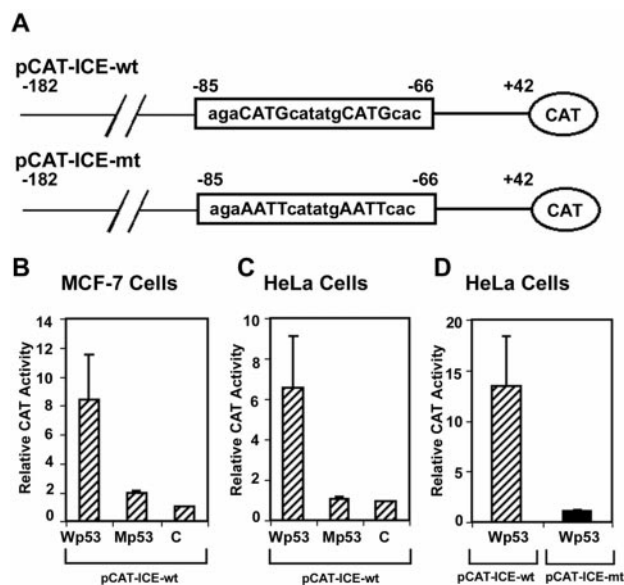 A
pCAT-ICE-wt
-182 -85 -66 +42
agaCATGcatatgCATGcac CAT
pCAT-ICE-mt
-182 -85 -66 +42
agaAATTcatatgAATTcac CAT
B MCF-7 Cells
Relative CAT Activity
14
12
10
8
6
4
2
0
Wp53 Mp53 C
pCAT-ICE-wt
C HeLa Cells
Relative CAT Activity
10
8
6
4
2
0
Wp53 Mp53 C
pCAT-ICE-wt
D HeLa Cells
Relative CAT Activity
20
15
10
5
0
Wp53 Wp53
pCAT-ICE-wt pCAT-ICE-mt